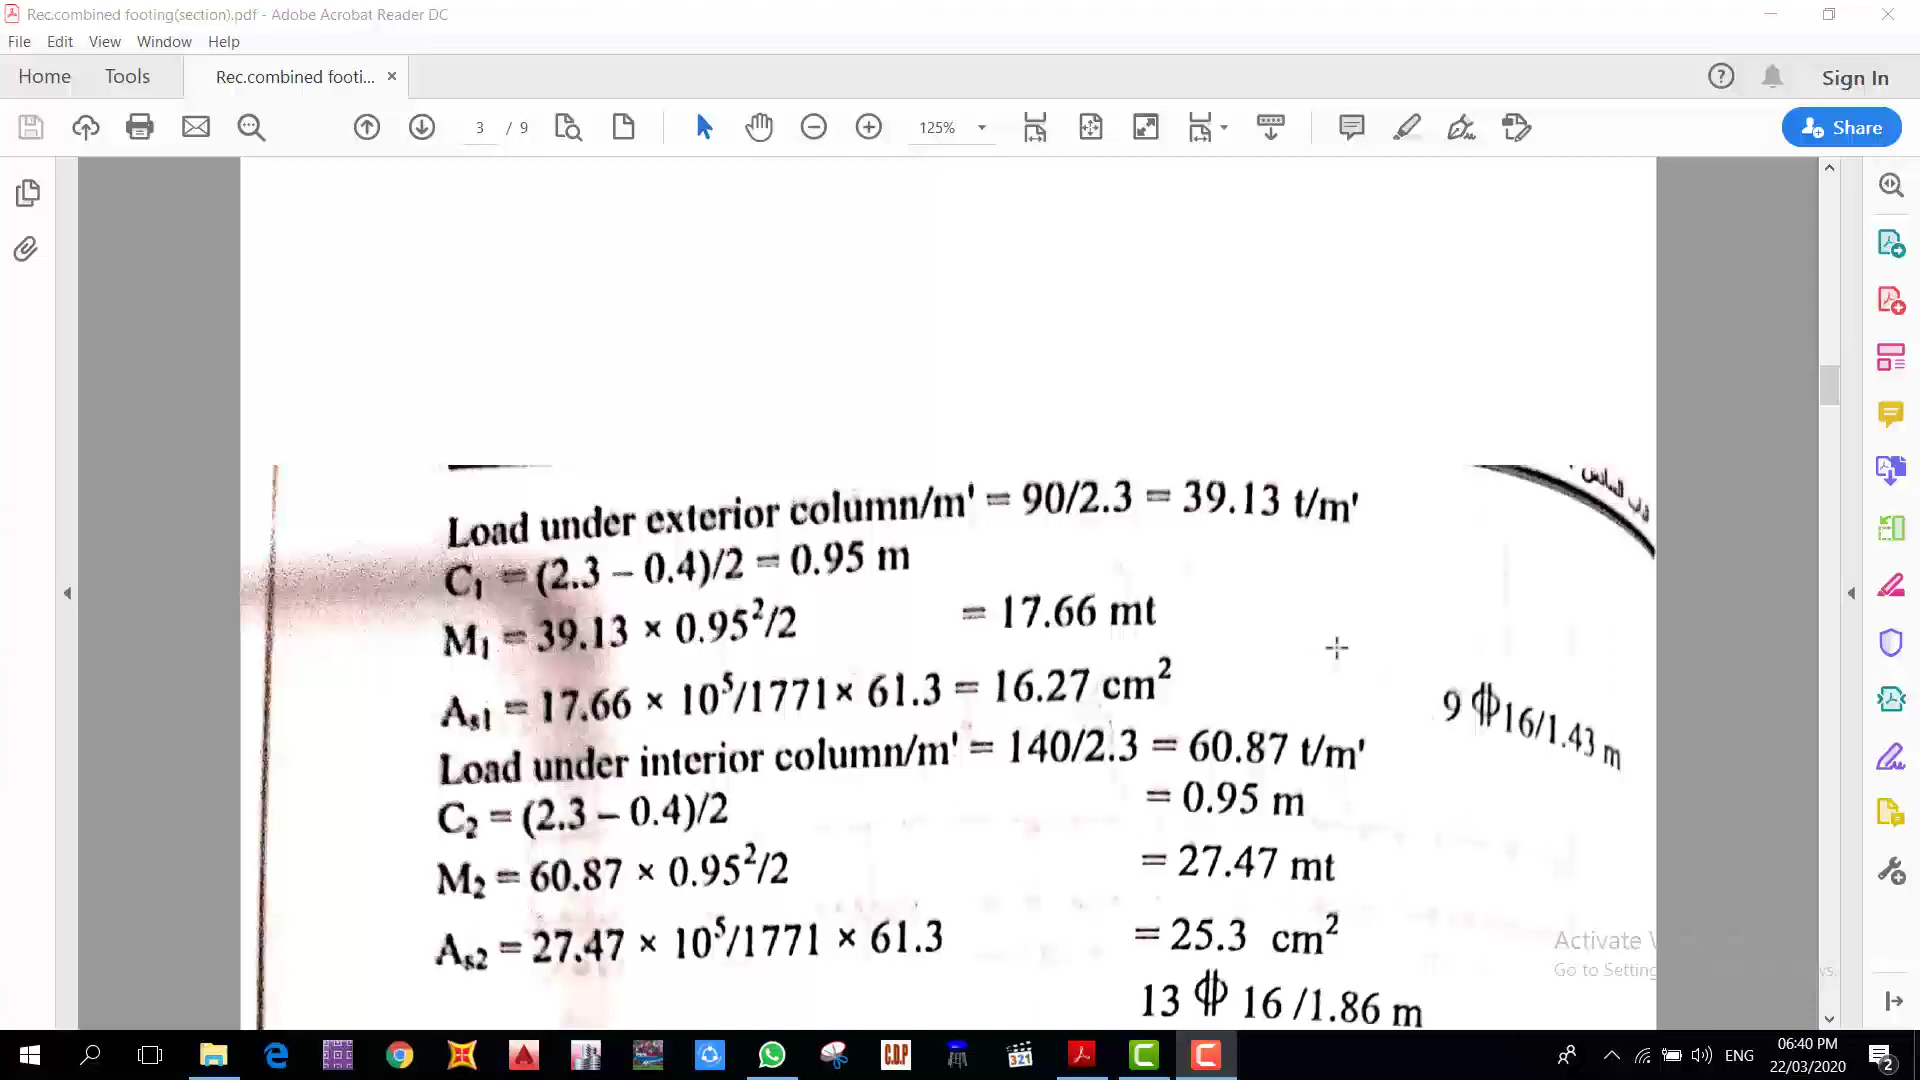 Rec.combined footing(section).pdf - Adobe Acrobat Reader DC
File Edit View Window Help
Home Tools Rec.combined footi... × Sign In
3 / 9 125% Share
Load under exterior column/m' = 90/2.3 = 39.13 t/m'
C1 = (2.3 – 0.4)/2 = 0.95 m
M1 = 39.13 × 0.95²/2 = 17.66 mt
As1 = 17.66 × 10⁵/1771× 61.3 = 16.27 cm²
9 ф16/1.43 m
Load under interior column/m' = 140/2.3 = 60.87 t/m'
C2 = (2.3 – 0.4)/2 = 0.95 m
M2 = 60.87 × 0.95²/2 = 27.47 mt
As2 = 27.47 × 10⁵/1771 × 61.3 = 25.3 cm²
13 ф 16 /1.86 m
Activate
Go to Setting
C.D.P 321 ENG 06:40 PM
22/03/2020 2